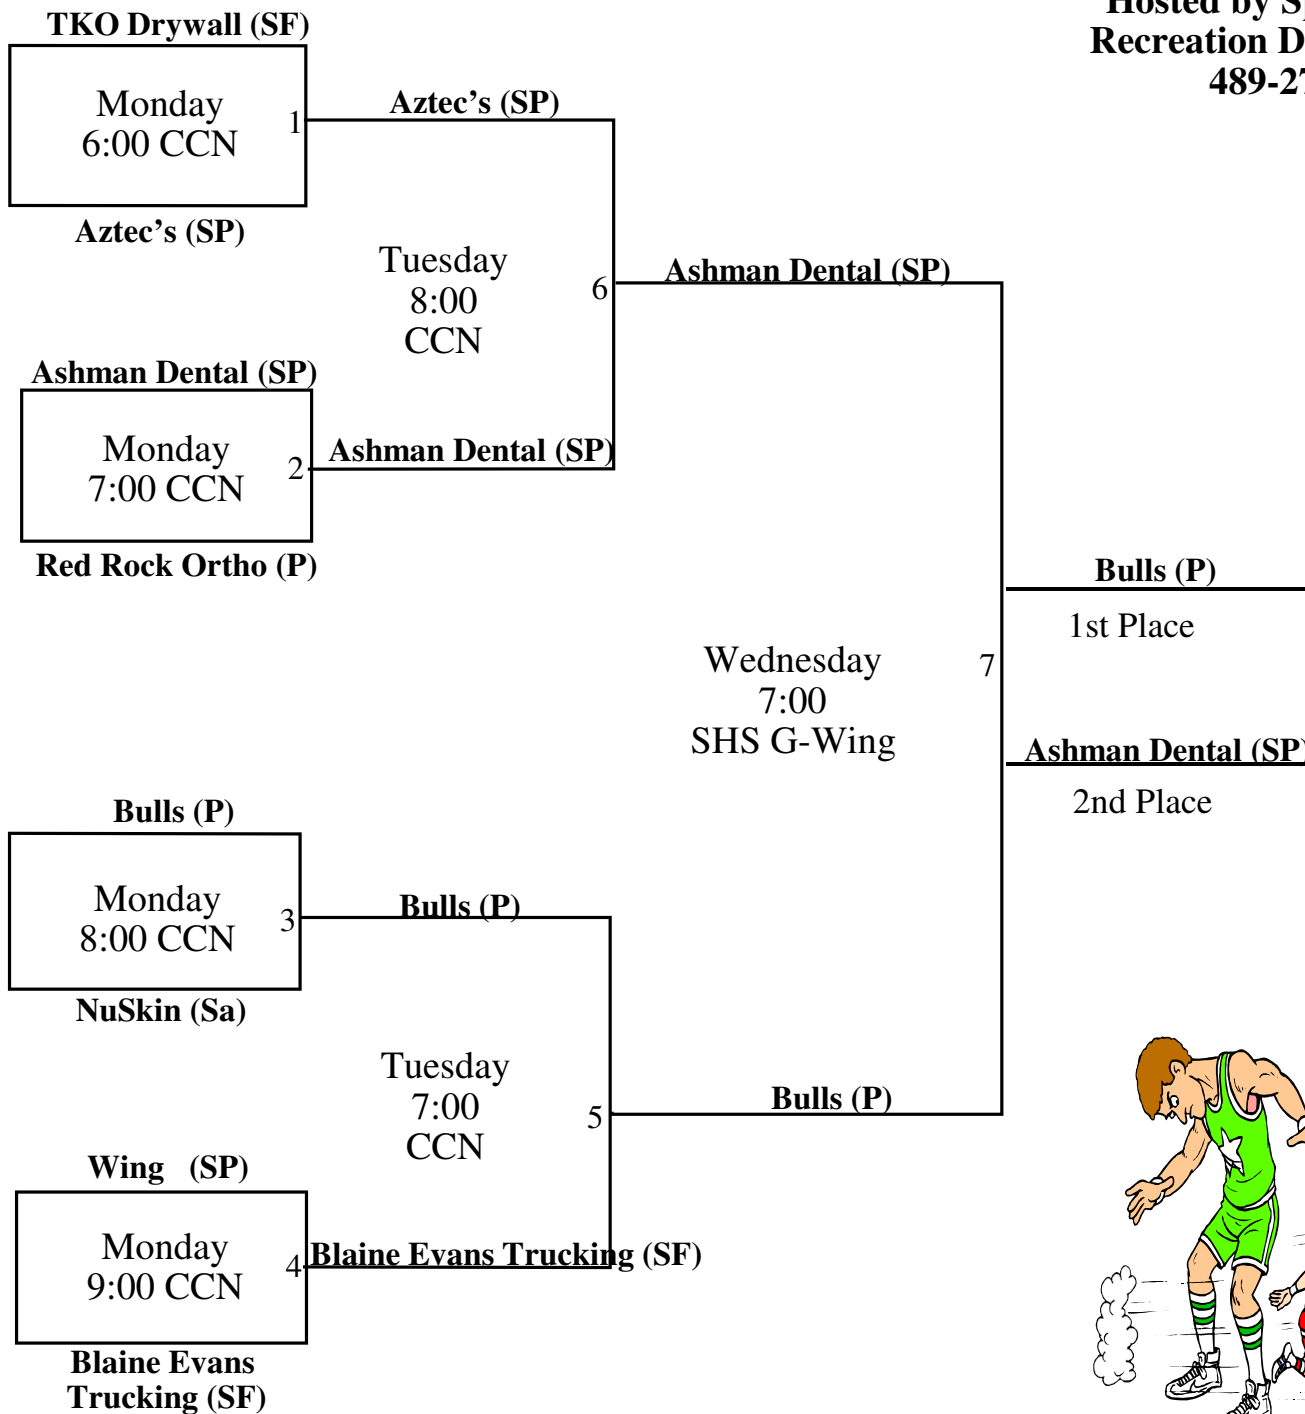 Hosted by
Recreation
489-27
TKO Drywall (SF)
Monday
6:00 CCN
1
Aztec's (SP)
Aztec's (SP)
Tuesday
8:00
CCN
6
Ashman Dental (SP)
Ashman Dental (SP)
Monday
7:00 CCN
2
Ashman Dental (SP)
Red Rock Ortho (P)
Bulls (P)
1st Place
Wednesday
7:00
SHS G-Wing
7
Ashman Dental (SP)
2nd Place
Bulls (P)
Monday
8:00 CCN
3
Bulls (P)
NuSkin (Sa)
Tuesday
7:00
CCN
5
Bulls (P)
Wing (SP)
Monday
9:00 CCN
4
Blaine Evans Trucking (SF)
Blaine Evans
Trucking (SF)